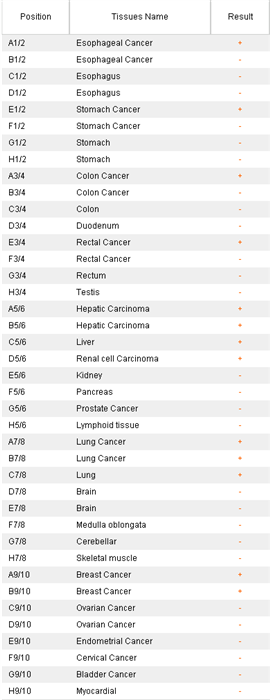 Position Tissues Name Result
A1/2 Esophageal Cancer +
B1/2 Esophageal Cancer -
C1/2 Esophagus -
D1/2 Esophagus -
E1/2 Stomach Cancer +
F1/2 Stomach Cancer -
G1/2 Stomach -
H1/2 Stomach -
A3/4 Colon Cancer +
B3/4 Colon Cancer -
C3/4 Colon -
D3/4 Duodenum -
E3/4 Rectal Cancer +
F3/4 Rectal Cancer -
G3/4 Rectum -
H3/4 Testis -
A5/6 Hepatic Carcinoma +
B5/6 Hepatic Carcinoma +
C5/6 Liver +
D5/6 Renal cell Carcinoma +
E5/6 Kidney -
F5/6 Pancreas -
G5/6 Prostate Cancer -
H5/6 Lymphoid tissue -
A7/8 Lung Cancer +
B7/8 Lung Cancer +
C7/8 Lung +
D7/8 Brain -
E7/8 Brain -
F7/8 Medulla oblongata -
G7/8 Cerebellar -
H7/8 Skeletal muscle -
A9/10 Breast Cancer +
B9/10 Breast Cancer +
C9/10 Ovarian Cancer -
D9/10 Ovarian Cancer -
E9/10 Endometrial Cancer -
F9/10 Cervical Cancer -
G9/10 Bladder Cancer -
H9/10 Myocardial -